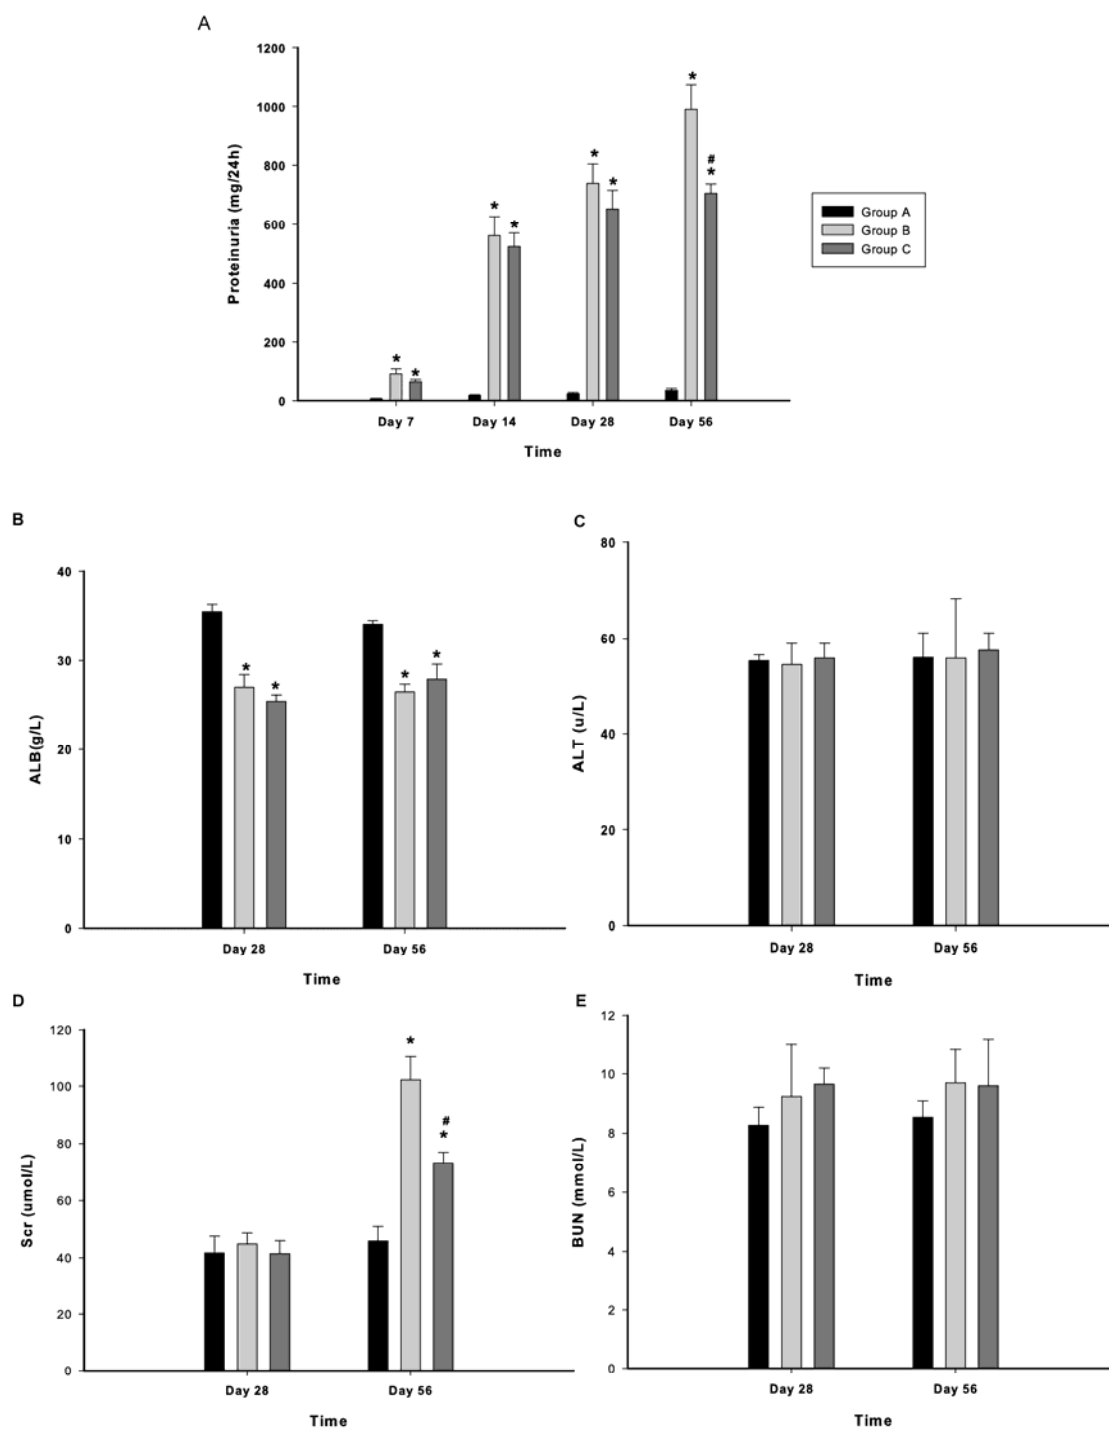 A
1200
1000
800
600
400
200
0
Proteinuria (mg/24h)
* * * * * * * # *
Day 7 Day 14 Day 28 Day 56
Time
Group A
Group B
Group C
B
40
30
20
10
0
ALB(g/L)
* * * *
Day 28 Day 56
Time
C
80
60
40
20
0
ALT (u/L)
Day 28 Day 56
Time
D
120
100
80
60
40
20
0
Scr (umol/L)
* # *
Day 28 Day 56
Time
E
12
10
8
6
4
2
0
BUN (mmol/L)
Day 28 Day 56
Time